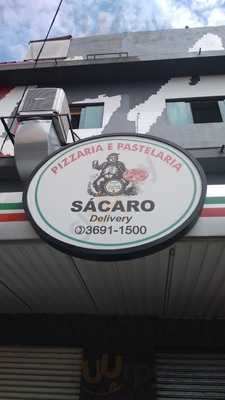 PIZZARIA E PASTELARIA
SÁCARO
Delivery
3691-1500